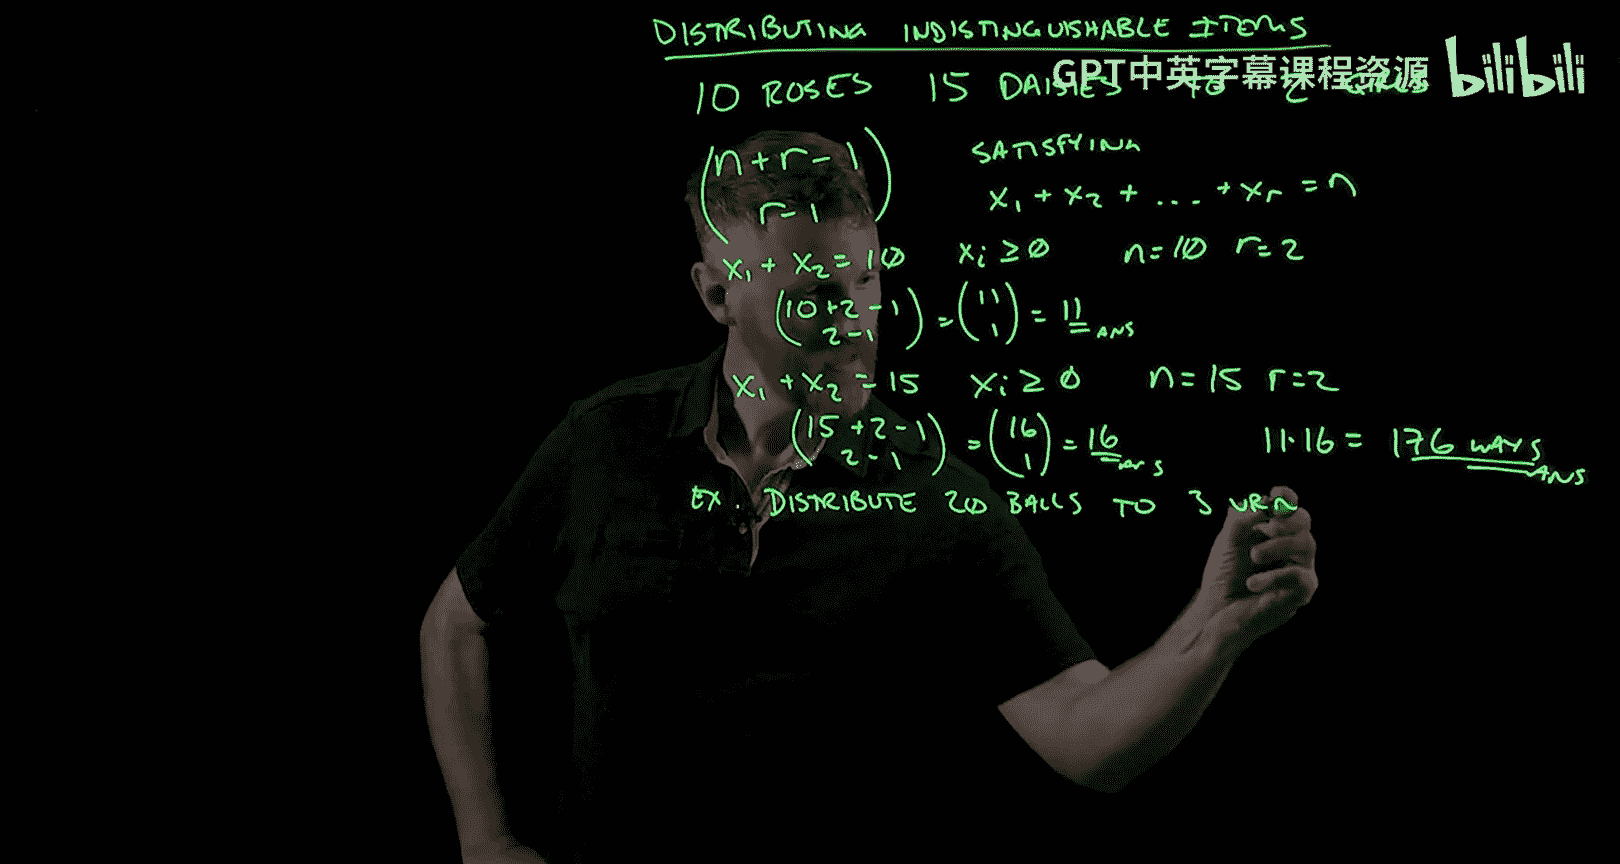 DISTRIBUTING INDISTINGUISHABLE ITEMS
GPT中英字幕课程资源 bilibili
10 ROSES 15 DAISIES TO 2 GIRLS
(n+r-1
r-1) SATISFYING
x₁ + x₂ + ... + xᵣ = n
x₁ + x₂ = 10 xᵢ ≥ 0 n=10 r=2
(10+2-1
2-1) = (11
1) = 11 ANS
x₁ + x₂ = 15 xᵢ ≥ 0 n=15 r=2
(15+2-1
2-1) = (16
1) = 16 ANS 11·16 = 176 WAYS ANS
EX. DISTRIBUTE 20 BALLS TO 3 URN